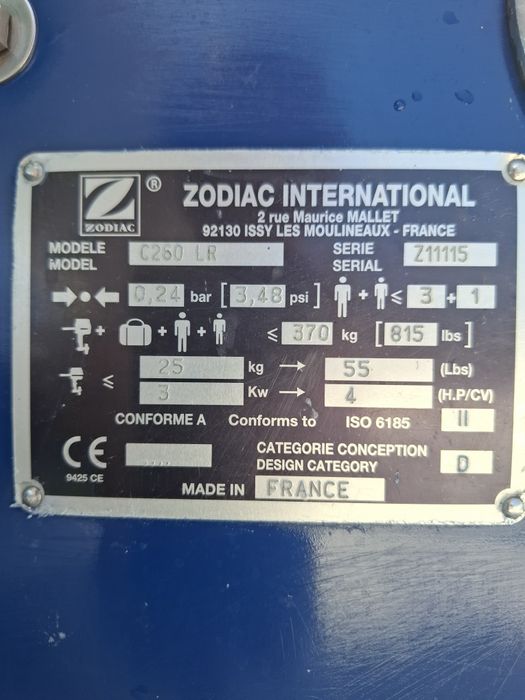 ZODIAC ® ZODIAC INTERNATIONAL
2 rue Maurice MALLET
92130 ISSY LES MOULINEAUX - FRANCE
MODELE
MODEL C260 LR SERIE
SERIAL Z11115
0,24 bar [3,48 psi] + ≤ 3 + 1
+ + + ≤ 370 kg [815 lbs]
≤ 25 kg → 55 (Lbs)
3 Kw → 4 (H.P/CV)
CONFORME A Conforms to ISO 6185 II
CE
9425 CE
.... CATEGORIE CONCEPTION
DESIGN CATEGORY D
MADE IN FRANCE